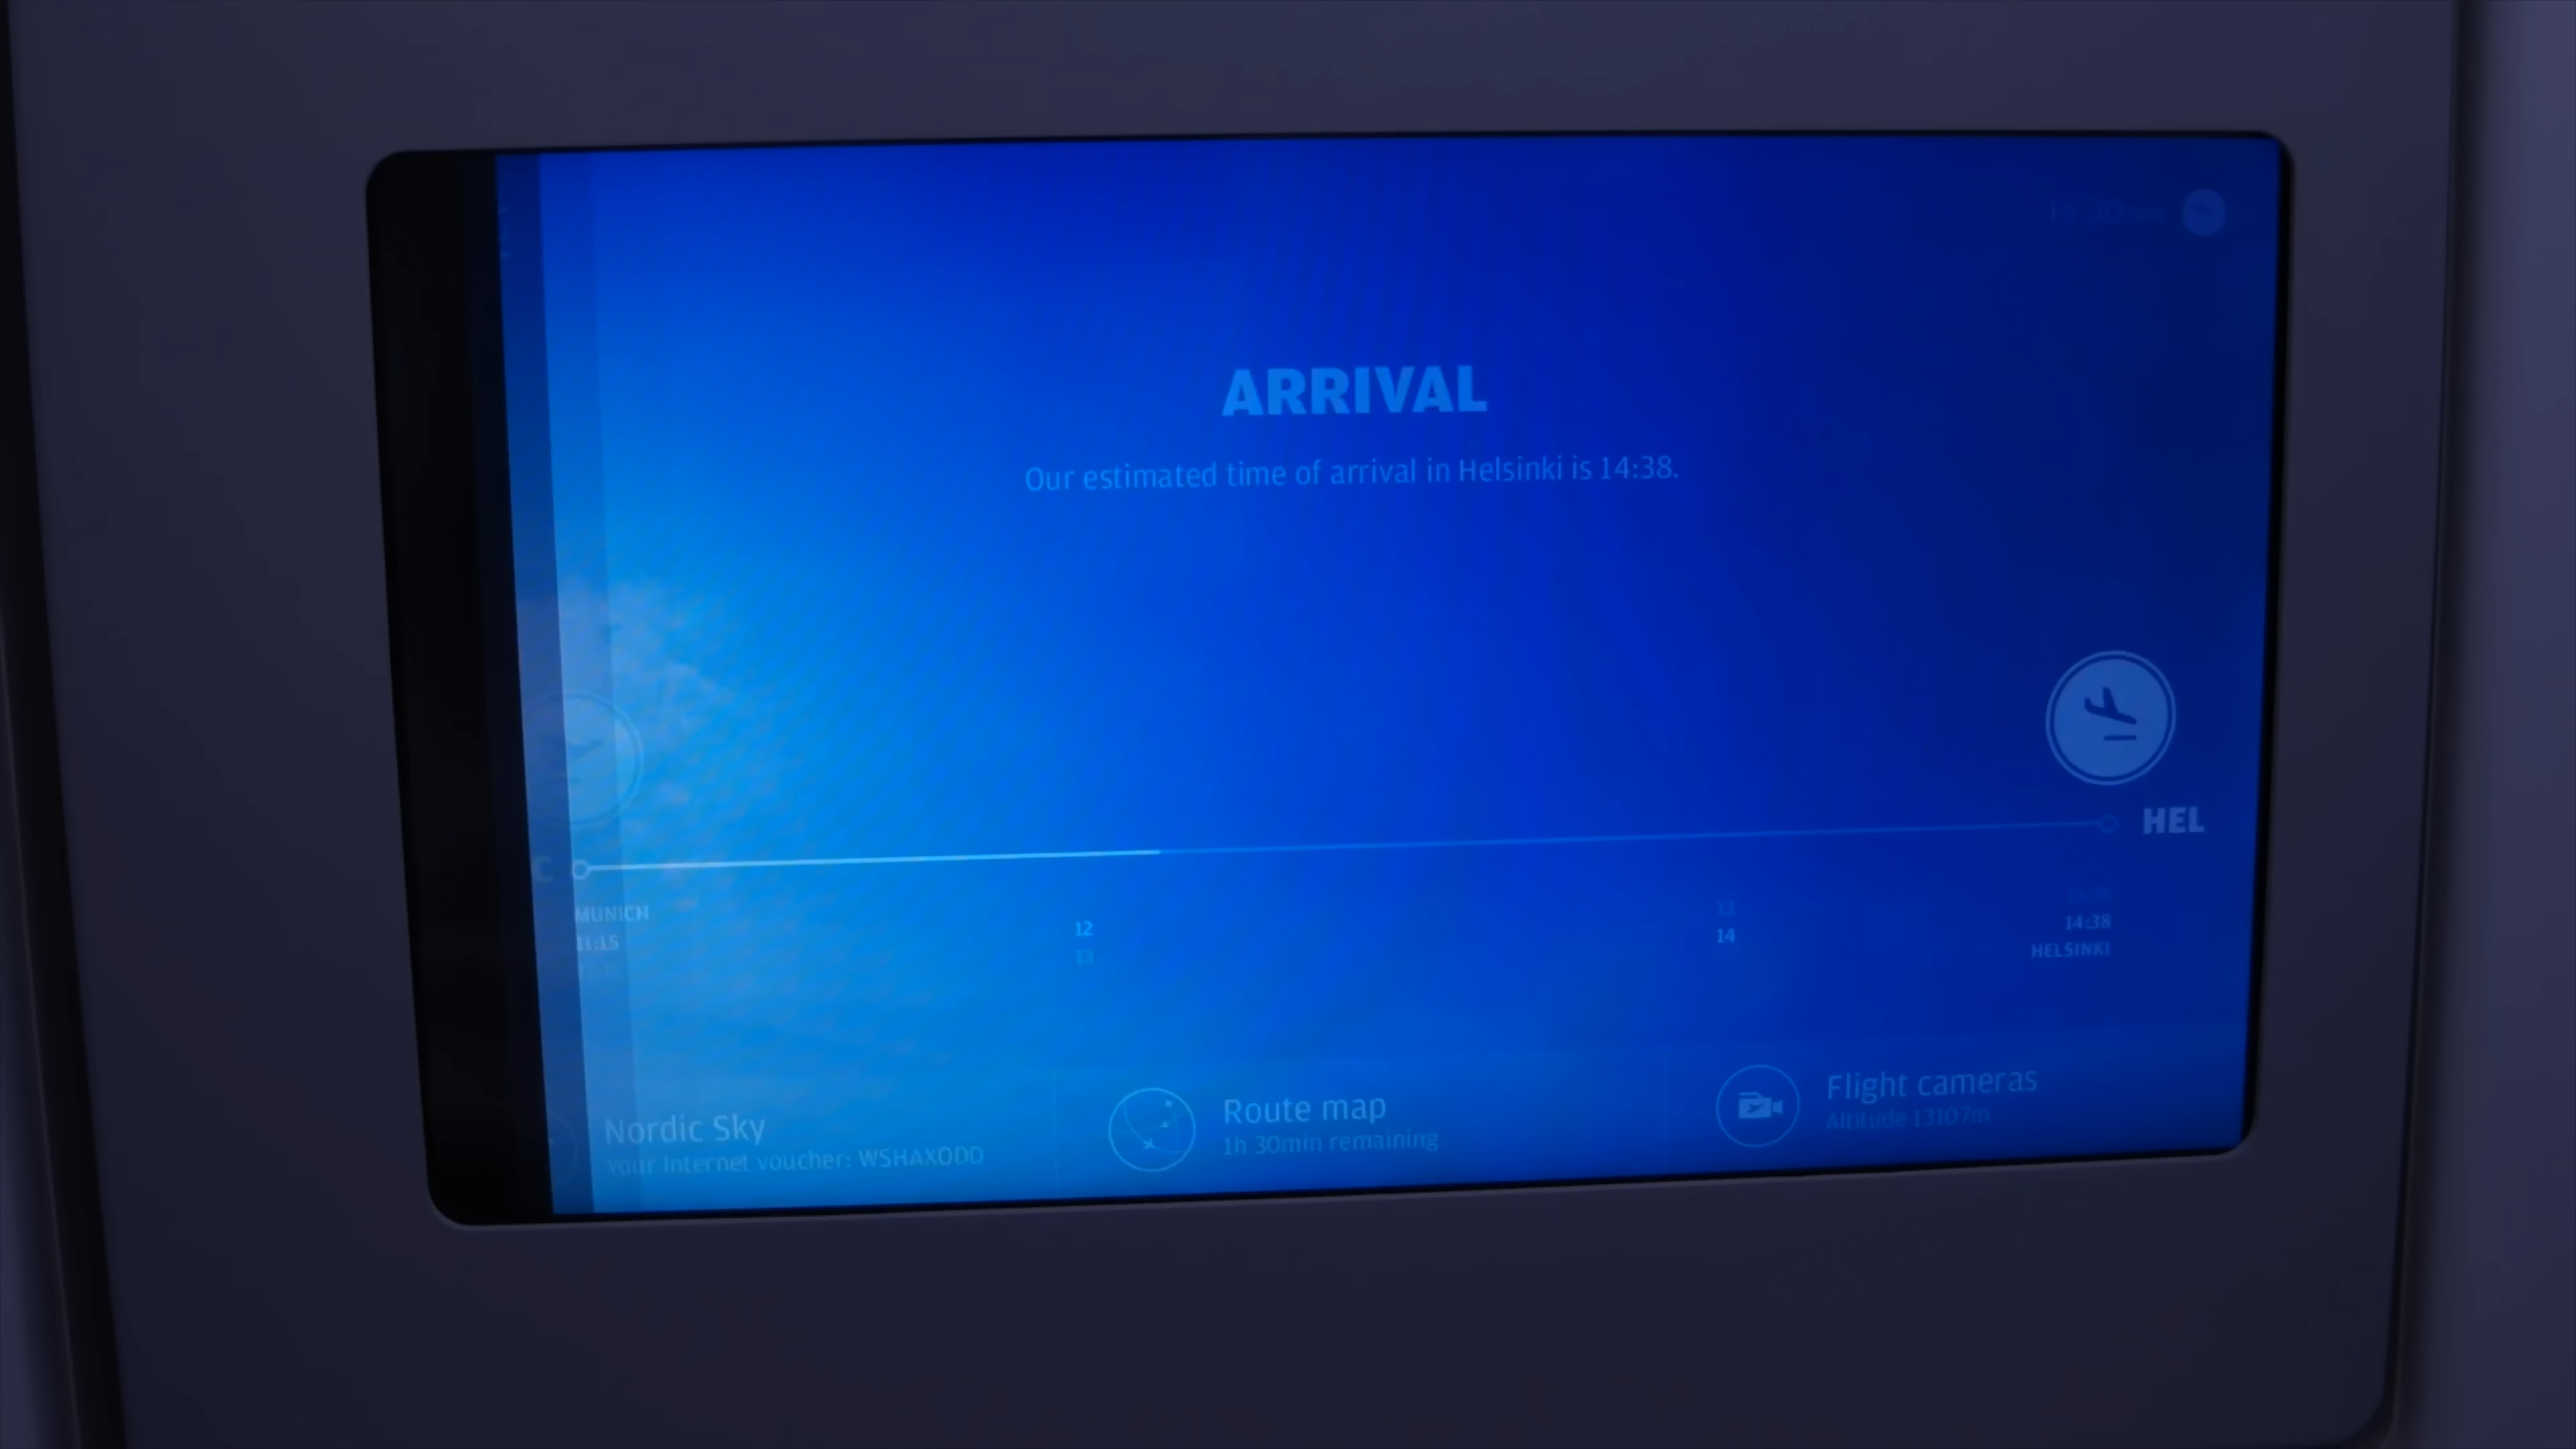 ARRIVAL
Our estimated time of arrival in Helsinki is 14:38.
C
HEL
MUNICH
11:15
12
13
13
14
14:38
HELSINKI
Nordic Sky
Your Internet voucher: WSHAXODD
Route map
1h 30min remaining
Flight cameras
Altitude 13107m